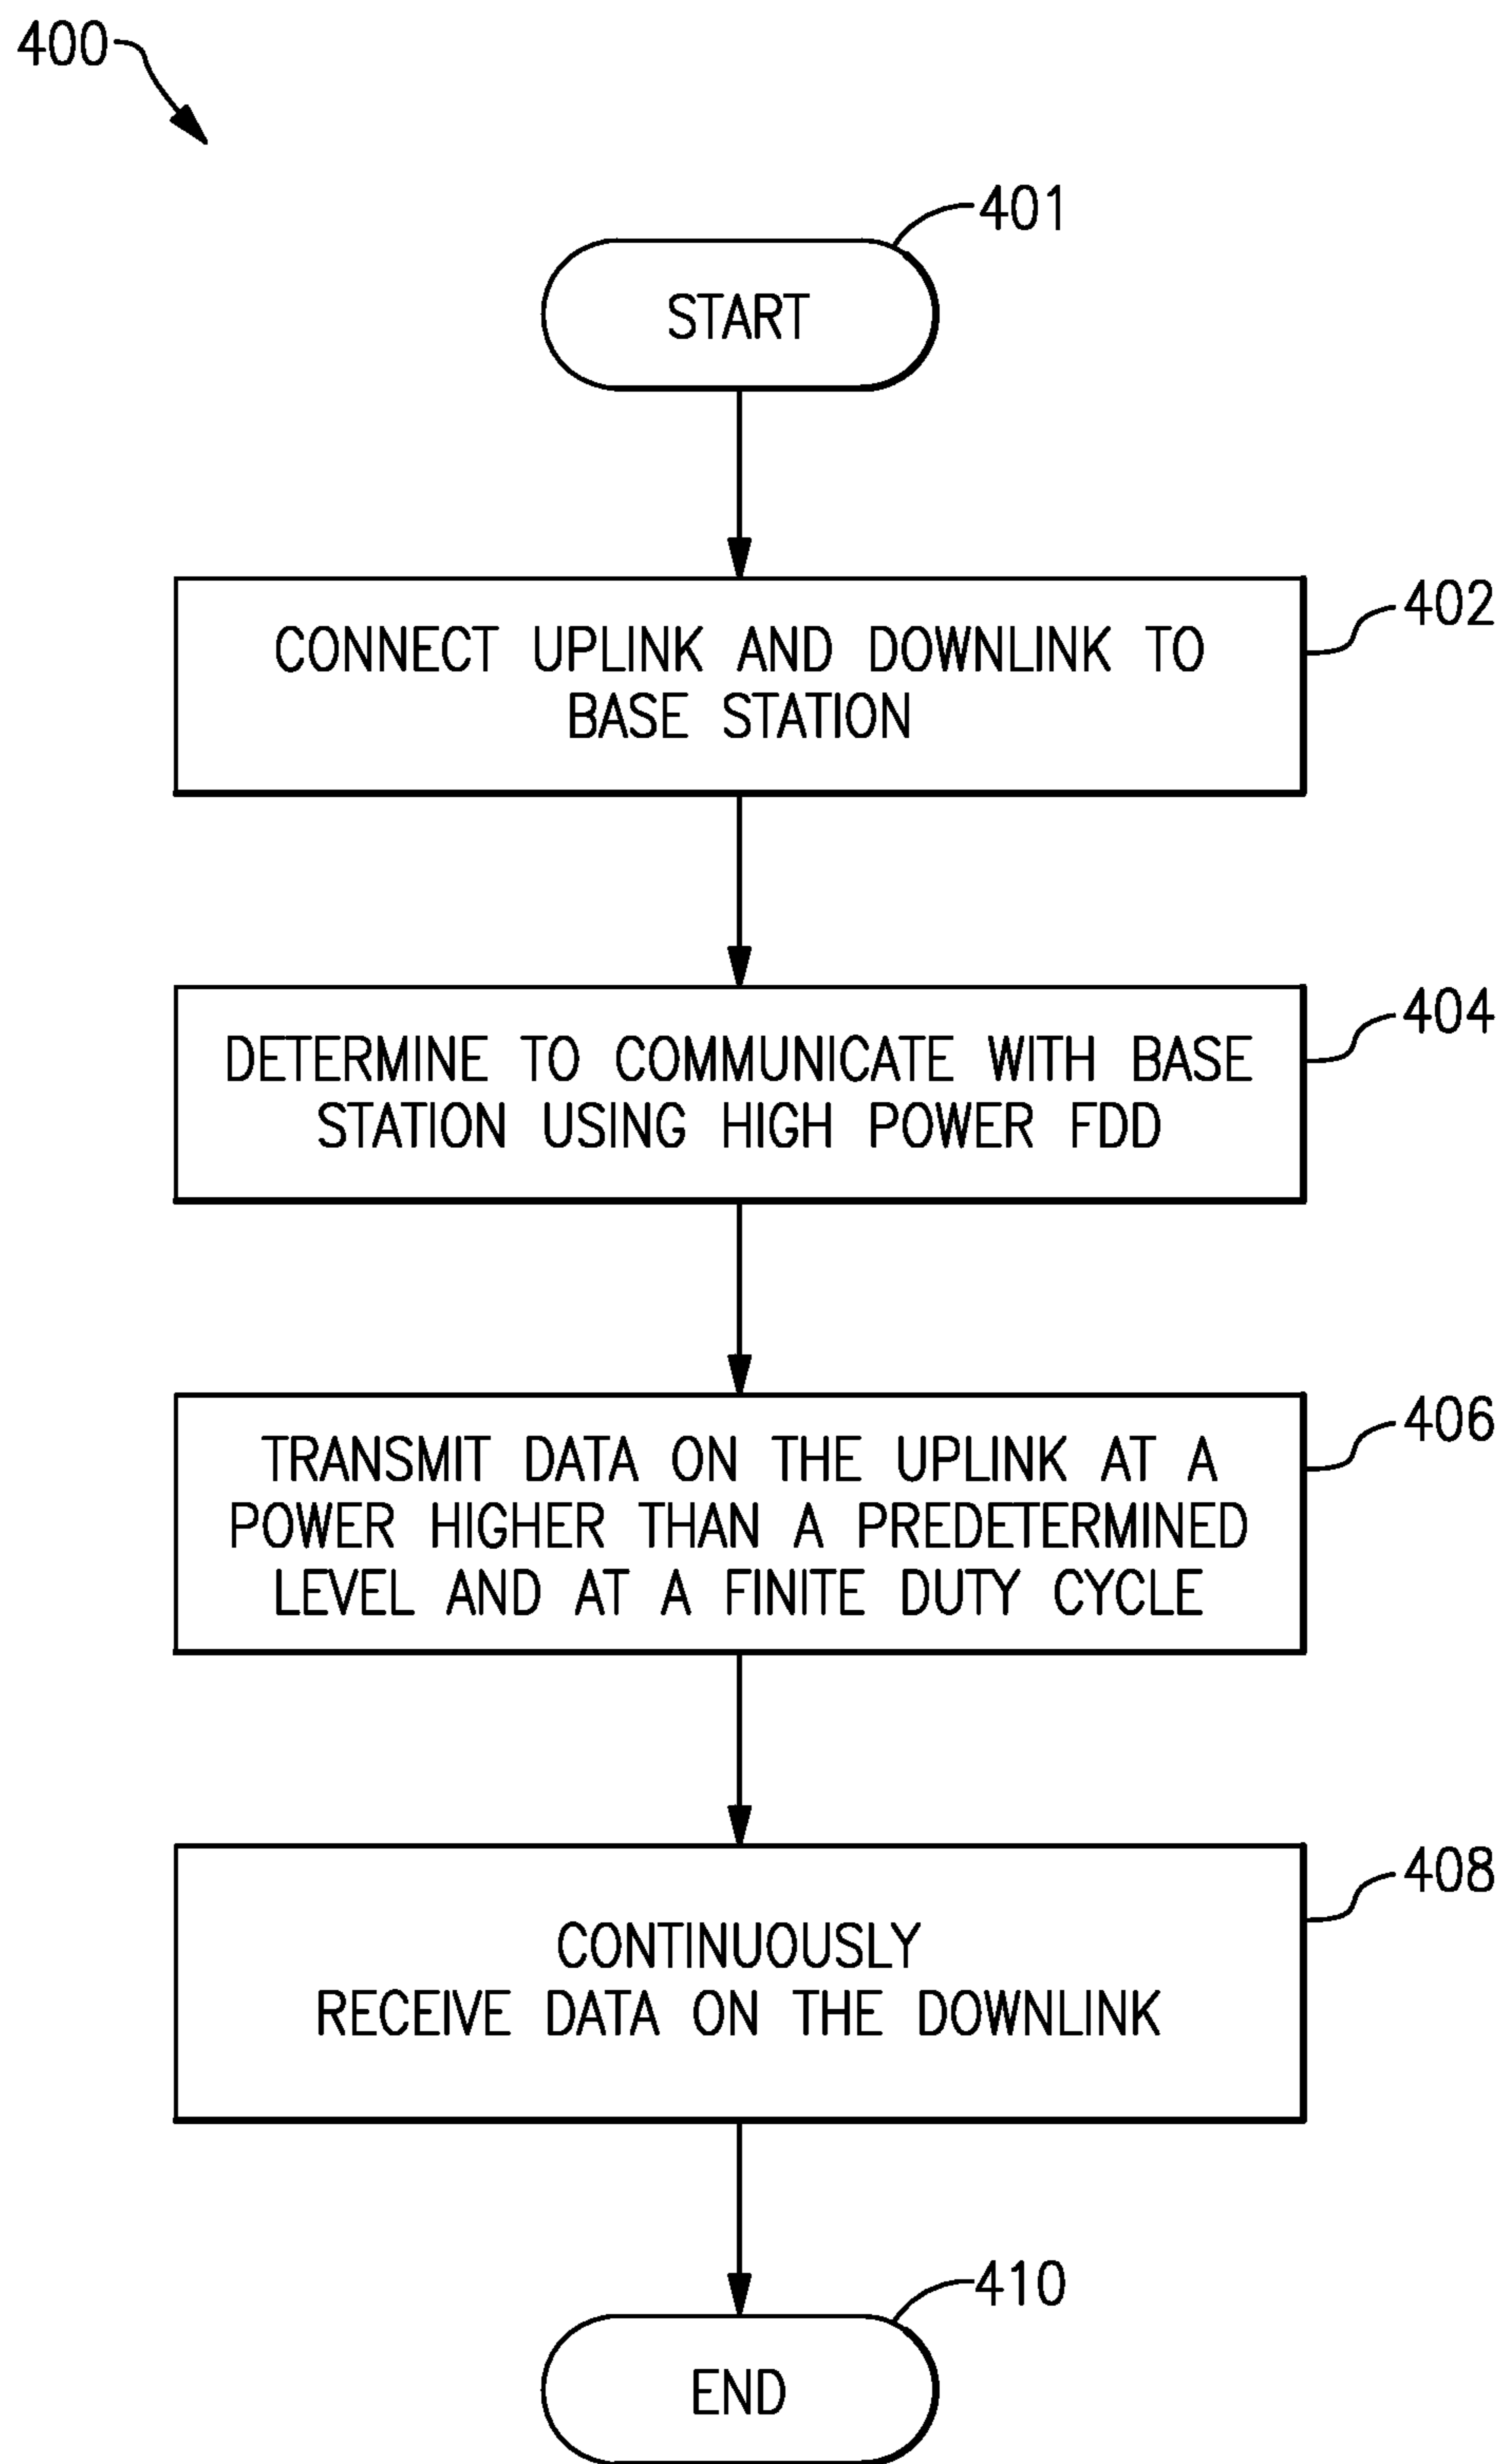 400
401
START
402
CONNECT UPLINK AND DOWNLINK TO
BASE STATION
404
DETERMINE TO COMMUNICATE WITH BASE
STATION USING HIGH POWER FDD
406
TRANSMIT DATA ON THE UPLINK AT A
POWER HIGHER THAN A PREDETERMINED
LEVEL AND AT A FINITE DUTY CYCLE
408
CONTINUOUSLY
RECEIVE DATA ON THE DOWNLINK
410
END